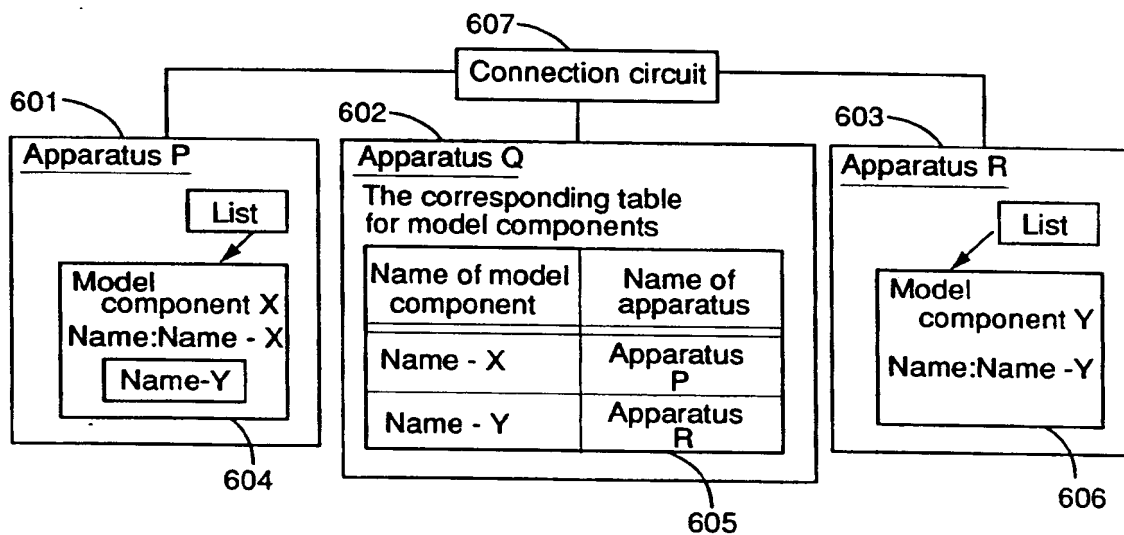 607
Connection circuit
601
602
603
Apparatus P
List
Model
component X
Name:Name - X
Name-Y
604
Apparatus Q
The corresponding table
for model components
Name of model
component
Name of
apparatus
Name - X
Apparatus
P
Name - Y
Apparatus
R
605
Apparatus R
List
Model
component Y
Name:Name -Y
606